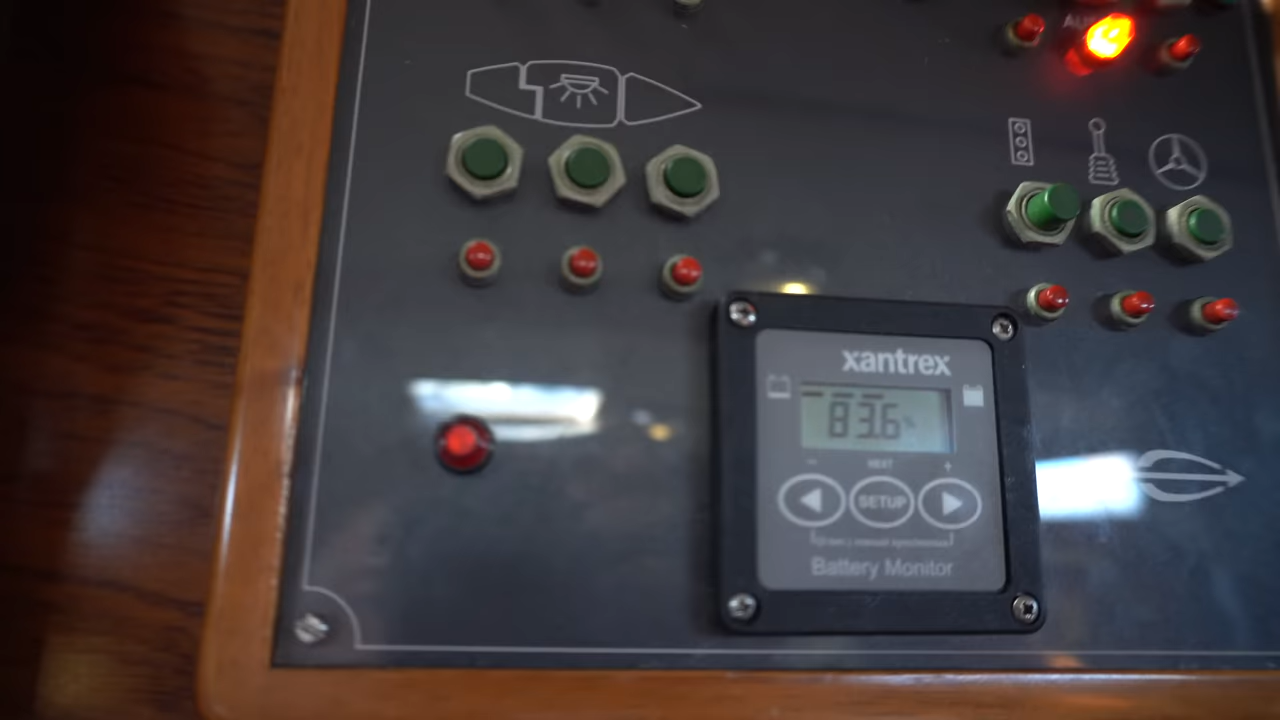 xantrex
83.6%
- NEXT +
SETUP
Battery Monitor